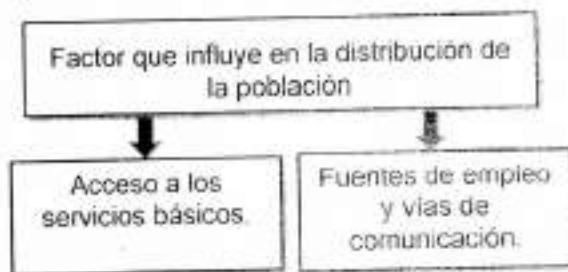 Factor que influye en la distribución de
la población
Acceso a los
servicios básicos.
Fuentes de empleo
y vías de
comunicación.